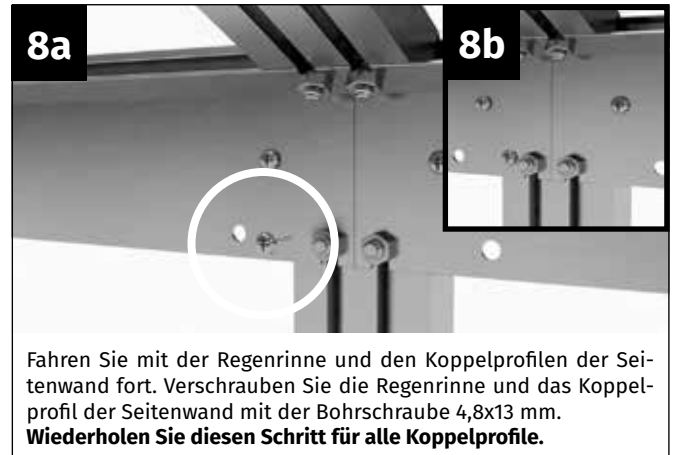 8a
8b
Fahren Sie mit der Regenrinne und den Koppelprofilen der Sei-
tenwand fort. Verschrauben Sie die Regenrinne und das Koppel-
profil der Seitenwand mit der Bohrschraube 4,8x13 mm.
Wiederholen Sie diesen Schritt für alle Koppelprofile.